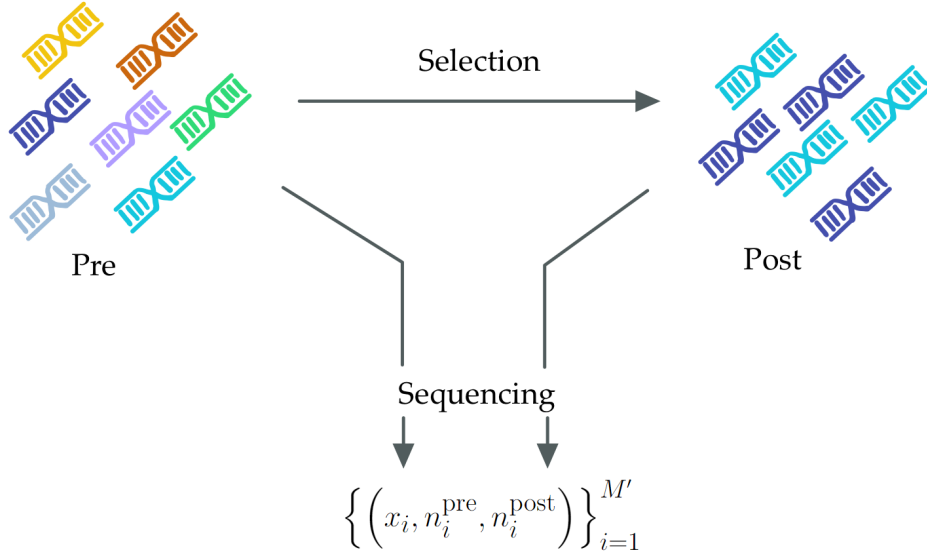 Selection
Pre
Post
Sequencing
{(x_i, n_i^pre, n_i^post)}_{i=1}^{M'}